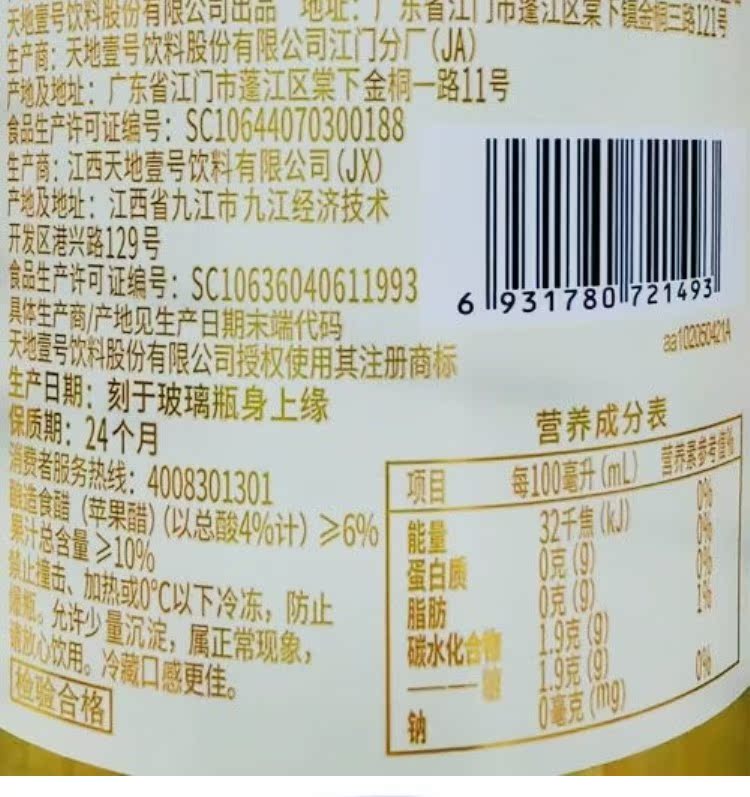 天地壹号饮料股份有限公司出品 地址：广东省江门市蓬江区棠下镇金桐三路121号
生产商：天地壹号饮料股份有限公司江门分厂(JA)
产地及地址：广东省江门市蓬江区棠下金桐一路11号
食品生产许可证编号：SC10644070300188
生产商：江西天地壹号饮料有限公司(JX)
产地及地址：江西省九江市九江经济技术
开发区港兴路129号
食品生产许可证编号：SC10636040611993
具体生产商/产地见生产日期末端代码
天地壹号饮料股份有限公司授权使用其注册商标
生产日期：刻于玻璃瓶身上缘
保质期：24个月
消费者服务热线：4008301301
酿造食醋（苹果醋）（以总酸4%计）≥6%
果汁总含量≥10%
禁止撞击、加热或0℃以下冷冻，防止
爆瓶。允许少量沉淀，属正常现象，
请放心饮用。冷藏口感更佳。
检验合格
6 931780 721493
aa102050421A
营养成分表
项目 每100毫升(mL) 营养素参考值%
能量 32千焦(kJ) 0%
蛋白质 0克(g) 0%
脂肪 0克(g) 0%
碳水化合物 1.9克(g) 1%
——糖 1.9克(g)
钠 0毫克(mg) 0%